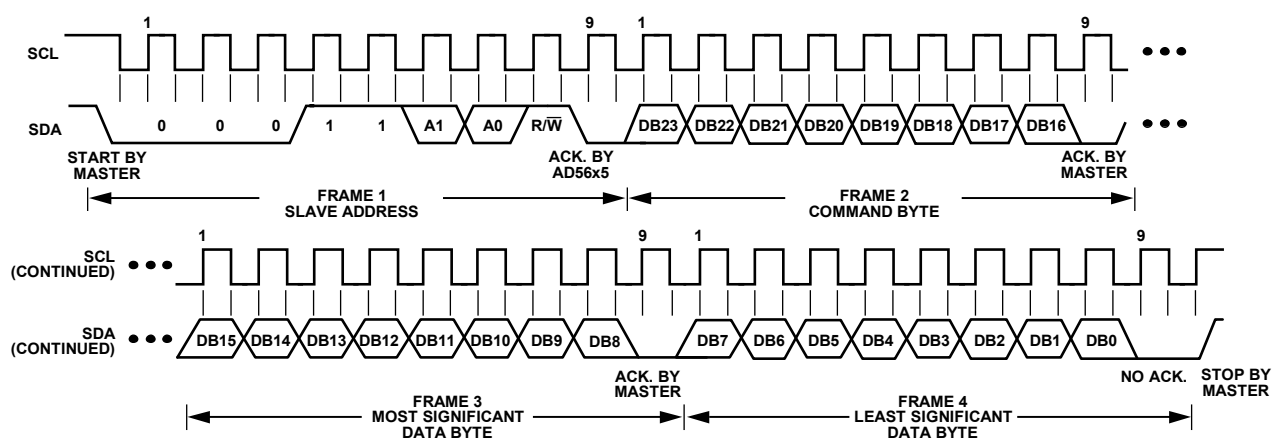 1 9 1 9
SCL
SDA 0 0 0 1 1 A1 A0 R/W̅ DB23 DB22 DB21 DB20 DB19 DB18 DB17 DB16
START BY
MASTER
ACK. BY
AD56x5
ACK. BY
MASTER
FRAME 1
SLAVE ADDRESS
FRAME 2
COMMAND BYTE
1 9 1 9
SCL
(CONTINUED)
SDA
(CONTINUED)
DB15 DB14 DB13 DB12 DB11 DB10 DB9 DB8 DB7 DB6 DB5 DB4 DB3 DB2 DB1 DB0
ACK. BY
MASTER
NO ACK.
STOP BY
MASTER
FRAME 3
MOST SIGNIFICANT
DATA BYTE
FRAME 4
LEAST SIGNIFICANT
DATA BYTE